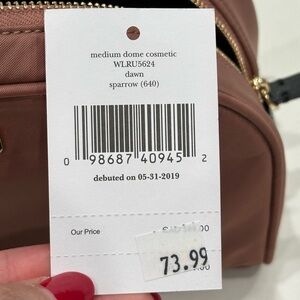 medium dome cosmetic
WLRU5624
dawn
sparrow (640)
0 98687 40945 2
debuted on 05-31-2019
Our Price
73.99